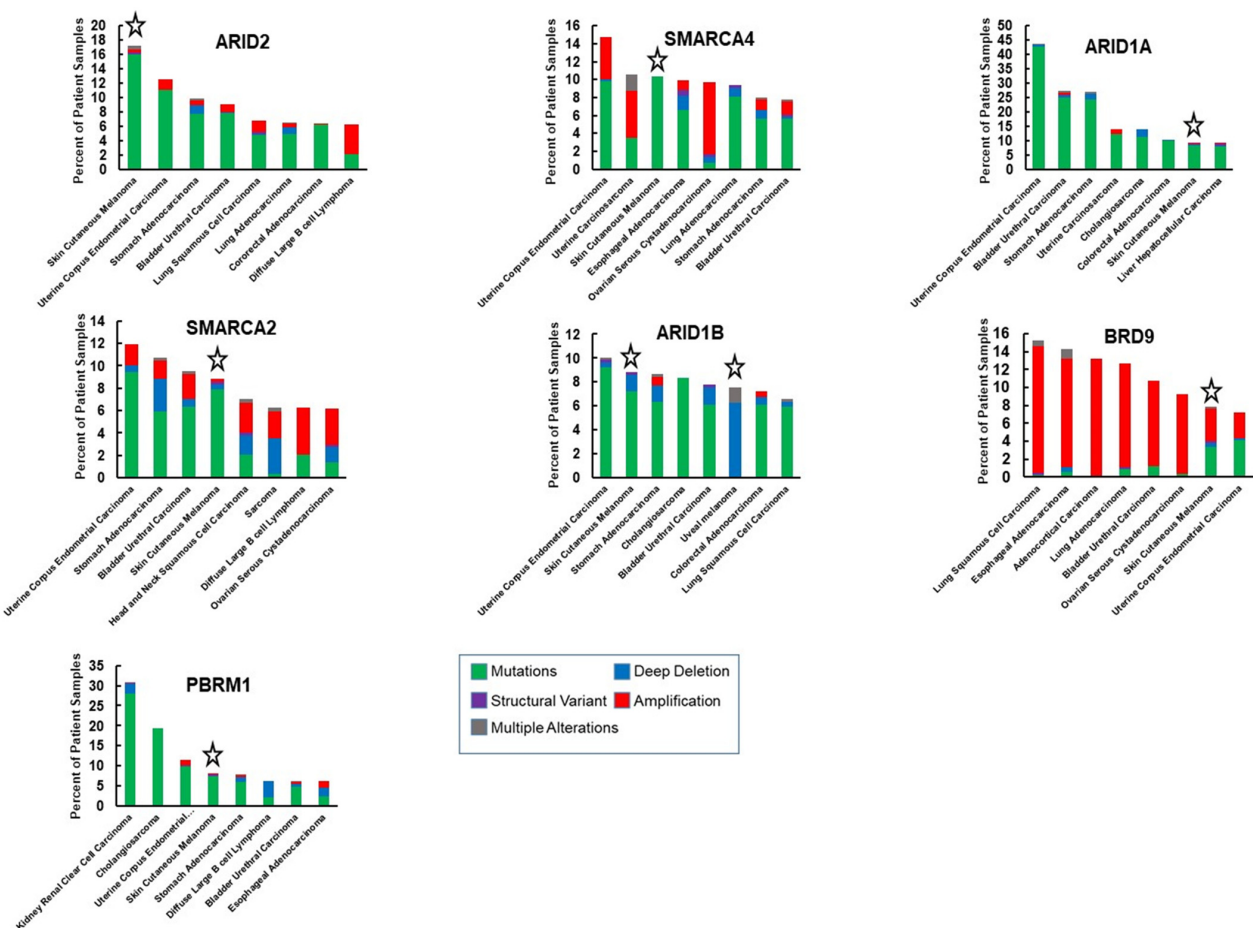 ARID2
Percent of Patient Samples
20
18
16
14
12
10
8
6
4
2
0
Skin Cutaneous Melanoma
Uterine Corpus Endometrial Carcinoma
Stomach Adenocarcinoma
Bladder Urethral Carcinoma
Lung Squamous Cell Carcinoma
Lung Adenocarcinoma
Cororectal Adenocarcinoma
Diffuse Large B cell Lymphoma
SMARCA4
Percent of Patient Samples
16
14
12
10
8
6
4
2
0
Uterine Corpus Endometrial Carcinoma
Uterine Carcinosarcoma
Skin Cutaneous Melanoma
Esophageal Adenocarcinoma
Ovarian Serous Cystadenocarcinoma
Lung Adenocarcinoma
Stomach Adenocarcinoma
Bladder Urethral Carcinoma
ARID1A
Percent of Patient Samples
50
45
40
35
30
25
20
15
10
5
0
Uterine Corpus Endometrial Carcinoma
Bladder Urethral Carcinoma
Stomach Adenocarcinoma
Uterine Carcinosarcoma
Cholangiosarcoma
Colorectal Adenocarcinoma
Skin Cutaneous Melanoma
Liver Hepatocellular Carcinoma
SMARCA2
Percent of Patient Samples
14
12
10
8
6
4
2
0
Uterine Corpus Endometrial Carcinoma
Stomach Adenocarcinoma
Bladder Urethral Carcinoma
Skin Cutaneous Melanoma
Head and Neck Squamous Cell Carcinoma
Sarcoma
Diffuse Large B cell Lymphoma
Ovarian Serous Cystadenocarcinoma
ARID1B
Percent of Patient Samples
12
10
8
6
4
2
0
Uterine Corpus Endometrial Carcinoma
Skin Cutaneous Melanoma
Stomach Adenocarcinoma
Cholangiosarcoma
Bladder Urethral Carcinoma
Uveal melanoma
Colorectal Adenocarcinoma
Lung Squamous Cell Carcinoma
BRD9
Percent of Patient Samples
16
14
12
10
8
6
4
2
0
Lung Squamous Cell Carcinoma
Esophageal Adenocarcinoma
Adenocortical Carcinoma
Lung Adenocarcinoma
Bladder Urethral Carcinoma
Ovarian Serous Cystadenocarcinoma
Skin Cutaneous Melanoma
Uterine Corpus Endometrial Carcinoma
PBRM1
Percent of Patient Samples
35
30
25
20
15
10
5
0
Kidney Renal Clear Cell Carcinoma
Cholangiosarcoma
Uterine Corpus Endometrial...
Skin Cutaneous Melanoma
Stomach Adenocarcinoma
Diffuse Large B cell Lymphoma
Bladder Urethral Carcinoma
Esophageal Adenocarcinoma
Mutations
Deep Deletion
Structural Variant
Amplification
Multiple Alterations